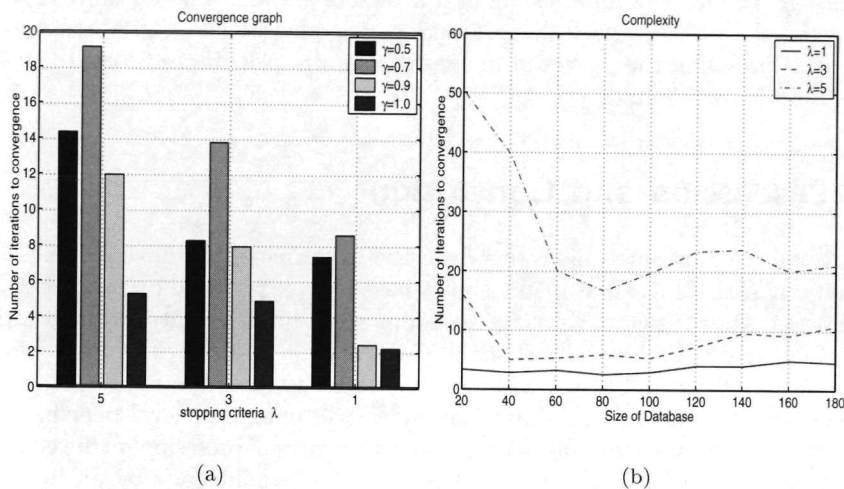 Convergence graph
20
18
16
14
12
10
8
6
4
2
0
Number of iterations to convergence
γ=0.5
γ=0.7
γ=0.9
γ=1.0
5
3
1
stopping criteria λ
(a)
Complexity
60
50
40
30
20
10
0
Number of iterations to convergence
λ=1
λ=3
λ=5
20
40
60
80
100
120
140
160
180
Size of Database
(b)